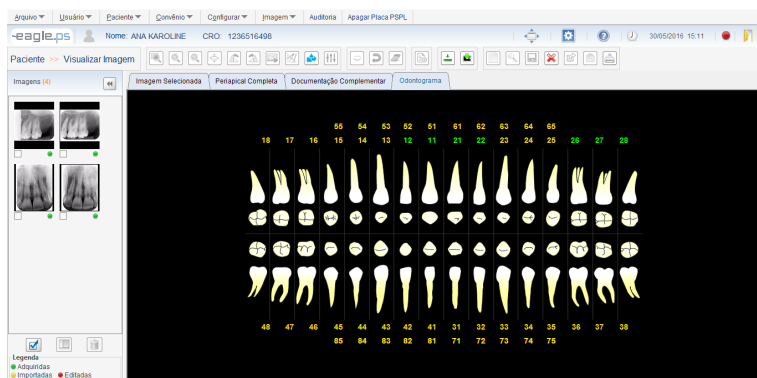 Arquivo Usuário Paciente Convênio Configurar Imagem Auditoria Apagar Placa PSPL
-eagle.ps Nome: ANA KAROLINE CRO: 1236516498 30/05/2016 15:11
Paciente >> Visualizar Imagem
Imagens (4)
Imagem Selecionada Periapical Completa Documentação Complementar Odontograma
55 54 53 52 51 61 62 63 64 65
18 17 16 15 14 13 12 11 21 22 23 24 25 26 27 28
48 47 46 45 44 43 42 41 31 32 33 34 35 36 37 38
85 84 83 82 81 71 72 73 74 75
Legenda
Adquiridas
Importadas Editadas